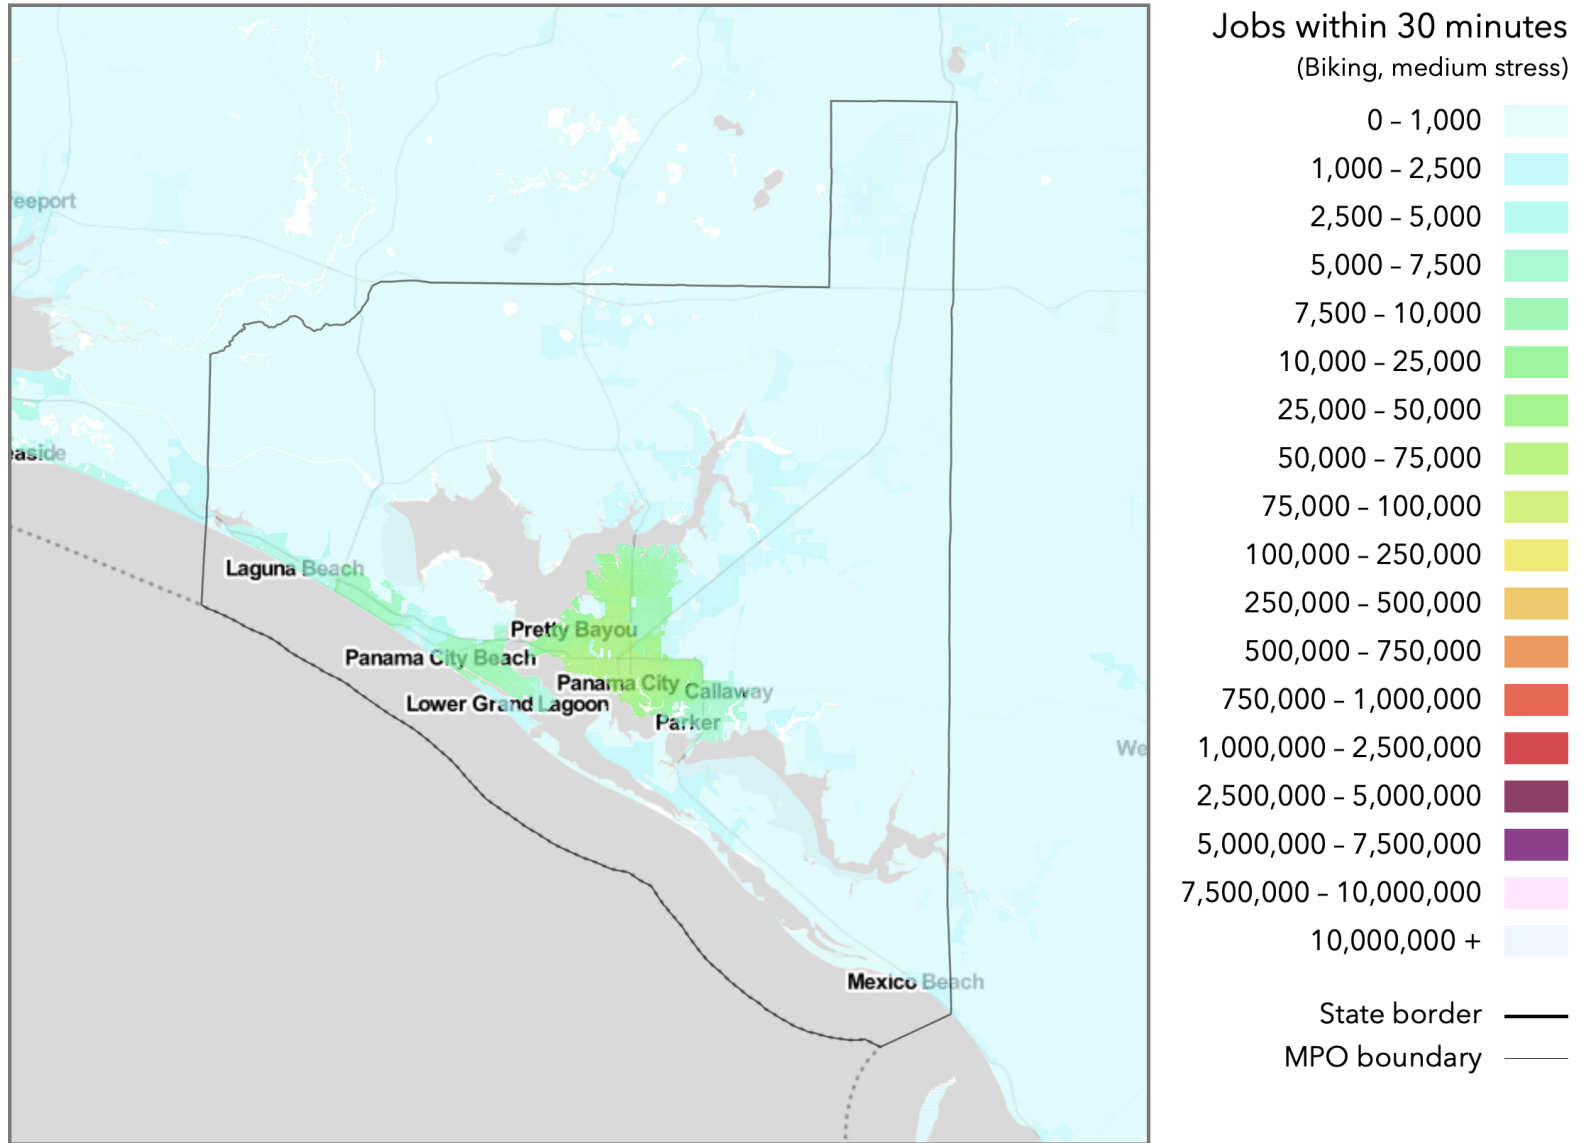 Jobs within 30 minutes
(Biking, medium stress)
0 – 1,000
1,000 – 2,500
2,500 – 5,000
5,000 – 7,500
7,500 – 10,000
10,000 – 25,000
25,000 – 50,000
50,000 – 75,000
75,000 – 100,000
100,000 – 250,000
250,000 – 500,000
500,000 – 750,000
750,000 – 1,000,000
1,000,000 – 2,500,000
2,500,000 – 5,000,000
5,000,000 – 7,500,000
7,500,000 – 10,000,000
10,000,000 +
State border
MPO boundary
reeport
easide
Laguna Beach
Pretty Bayou
Panama City Beach
Panama City
Callaway
Lower Grand Lagoon
Parker
We
Mexico Beach